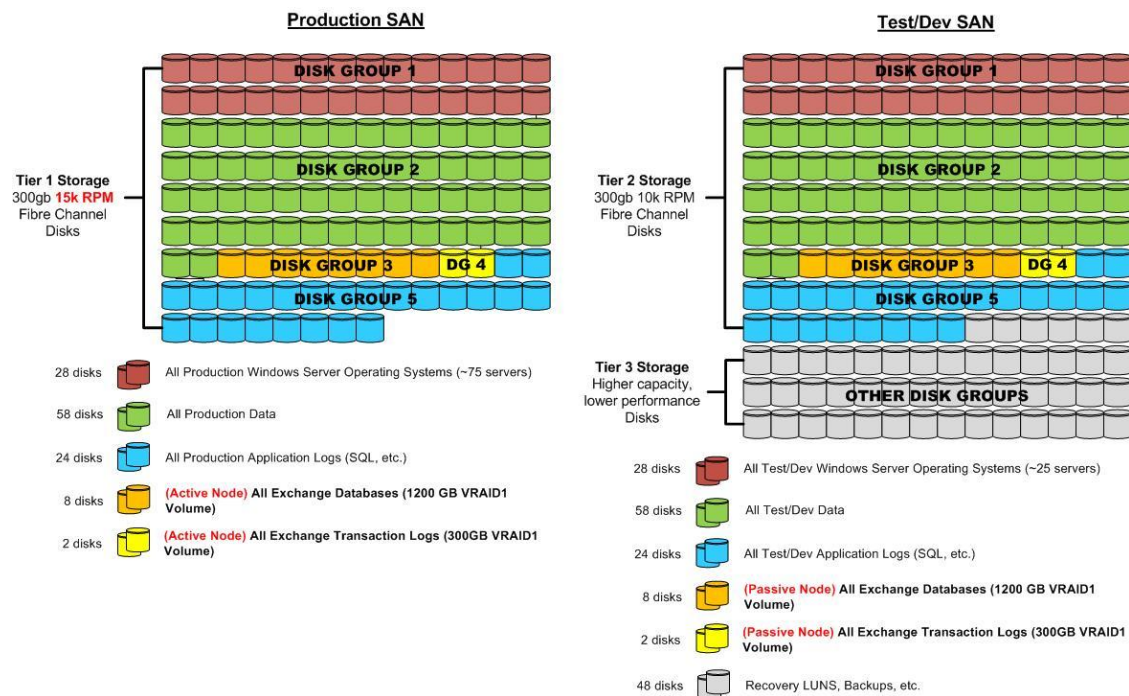 Production SAN
DISK GROUP 1
DISK GROUP 2
Tier 1 Storage
300gb 15k RPM
Fibre Channel
Disks
DISK GROUP 3
DG 4
DISK GROUP 5
28 disks
All Production Windows Server Operating Systems (~75 servers)
58 disks
All Production Data
24 disks
All Production Application Logs (SQL, etc.)
8 disks
(Active Node) All Exchange Databases (1200 GB VRAID1
Volume)
2 disks
(Active Node) All Exchange Transaction Logs (300GB VRAID1
Volume)
Test/Dev SAN
DISK GROUP 1
DISK GROUP 2
Tier 2 Storage
300gb 10k RPM
Fibre Channel
Disks
DISK GROUP 3
DG 4
DISK GROUP 5
Tier 3 Storage
Higher capacity,
lower performance
Disks
OTHER DISK GROUPS
28 disks
All Test/Dev Windows Server Operating Systems (~25 servers)
58 disks
All Test/Dev Data
24 disks
All Test/Dev Application Logs (SQL, etc.)
8 disks
(Passive Node) All Exchange Databases (1200 GB VRAID1
Volume)
2 disks
(Passive Node) All Exchange Transaction Logs (300GB VRAID1
Volume)
48 disks
Recovery LUNS, Backups, etc.